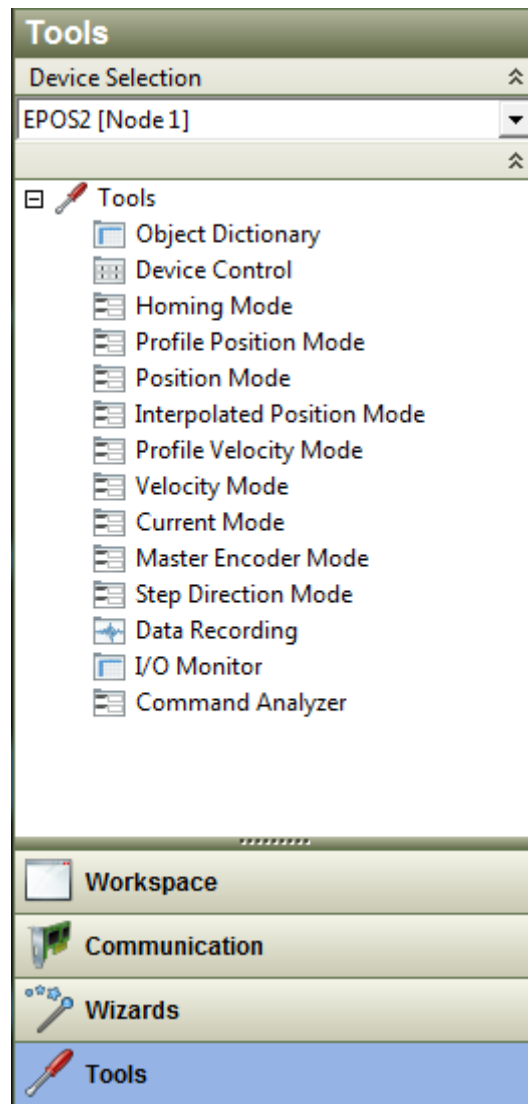 Tools
Device Selection
EPOS2 [Node 1]
Tools
Object Dictionary
Device Control
Homing Mode
Profile Position Mode
Position Mode
Interpolated Position Mode
Profile Velocity Mode
Velocity Mode
Current Mode
Master Encoder Mode
Step Direction Mode
Data Recording
I/O Monitor
Command Analyzer
Workspace
Communication
Wizards
Tools